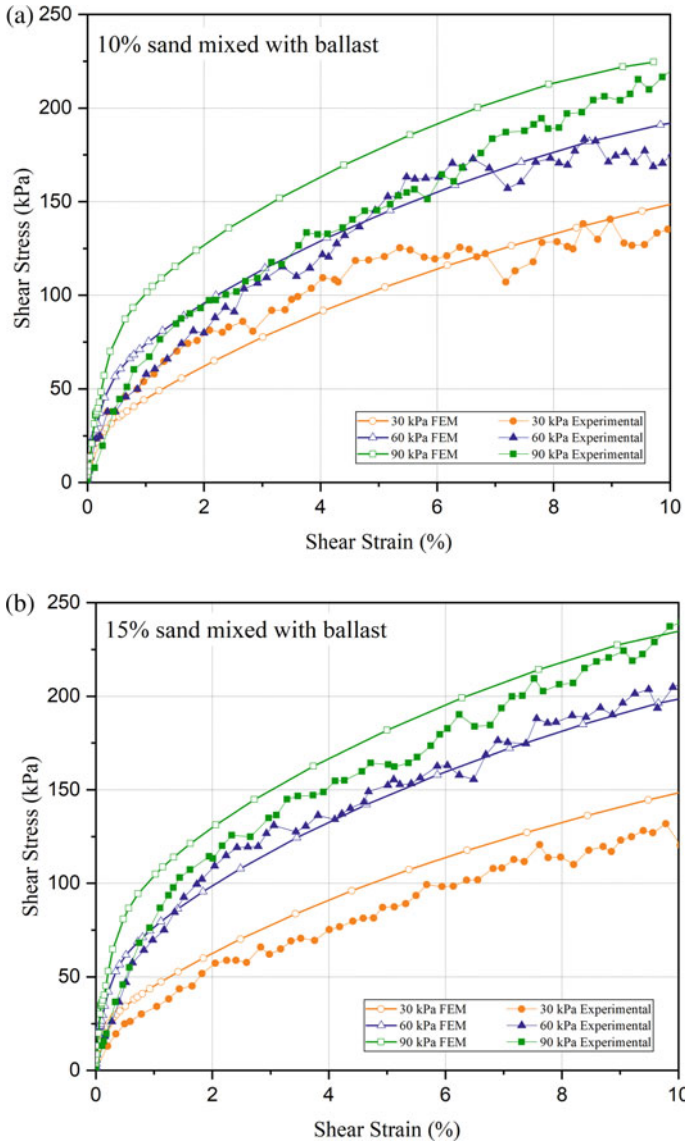 (a)
250
10% sand mixed with ballast
200
150
100
50
0
Shear Stress (kPa)
30 kPa FEM 30 kPa Experimental
60 kPa FEM 60 kPa Experimental
90 kPa FEM 90 kPa Experimental
0 2 4 6 8 10
Shear Strain (%)
(b)
250
15% sand mixed with ballast
200
150
100
50
0
Shear Stress (kPa)
30 kPa FEM 30 kPa Experimental
60 kPa FEM 60 kPa Experimental
90 kPa FEM 90 kPa Experimental
0 2 4 6 8 10
Shear Strain (%)